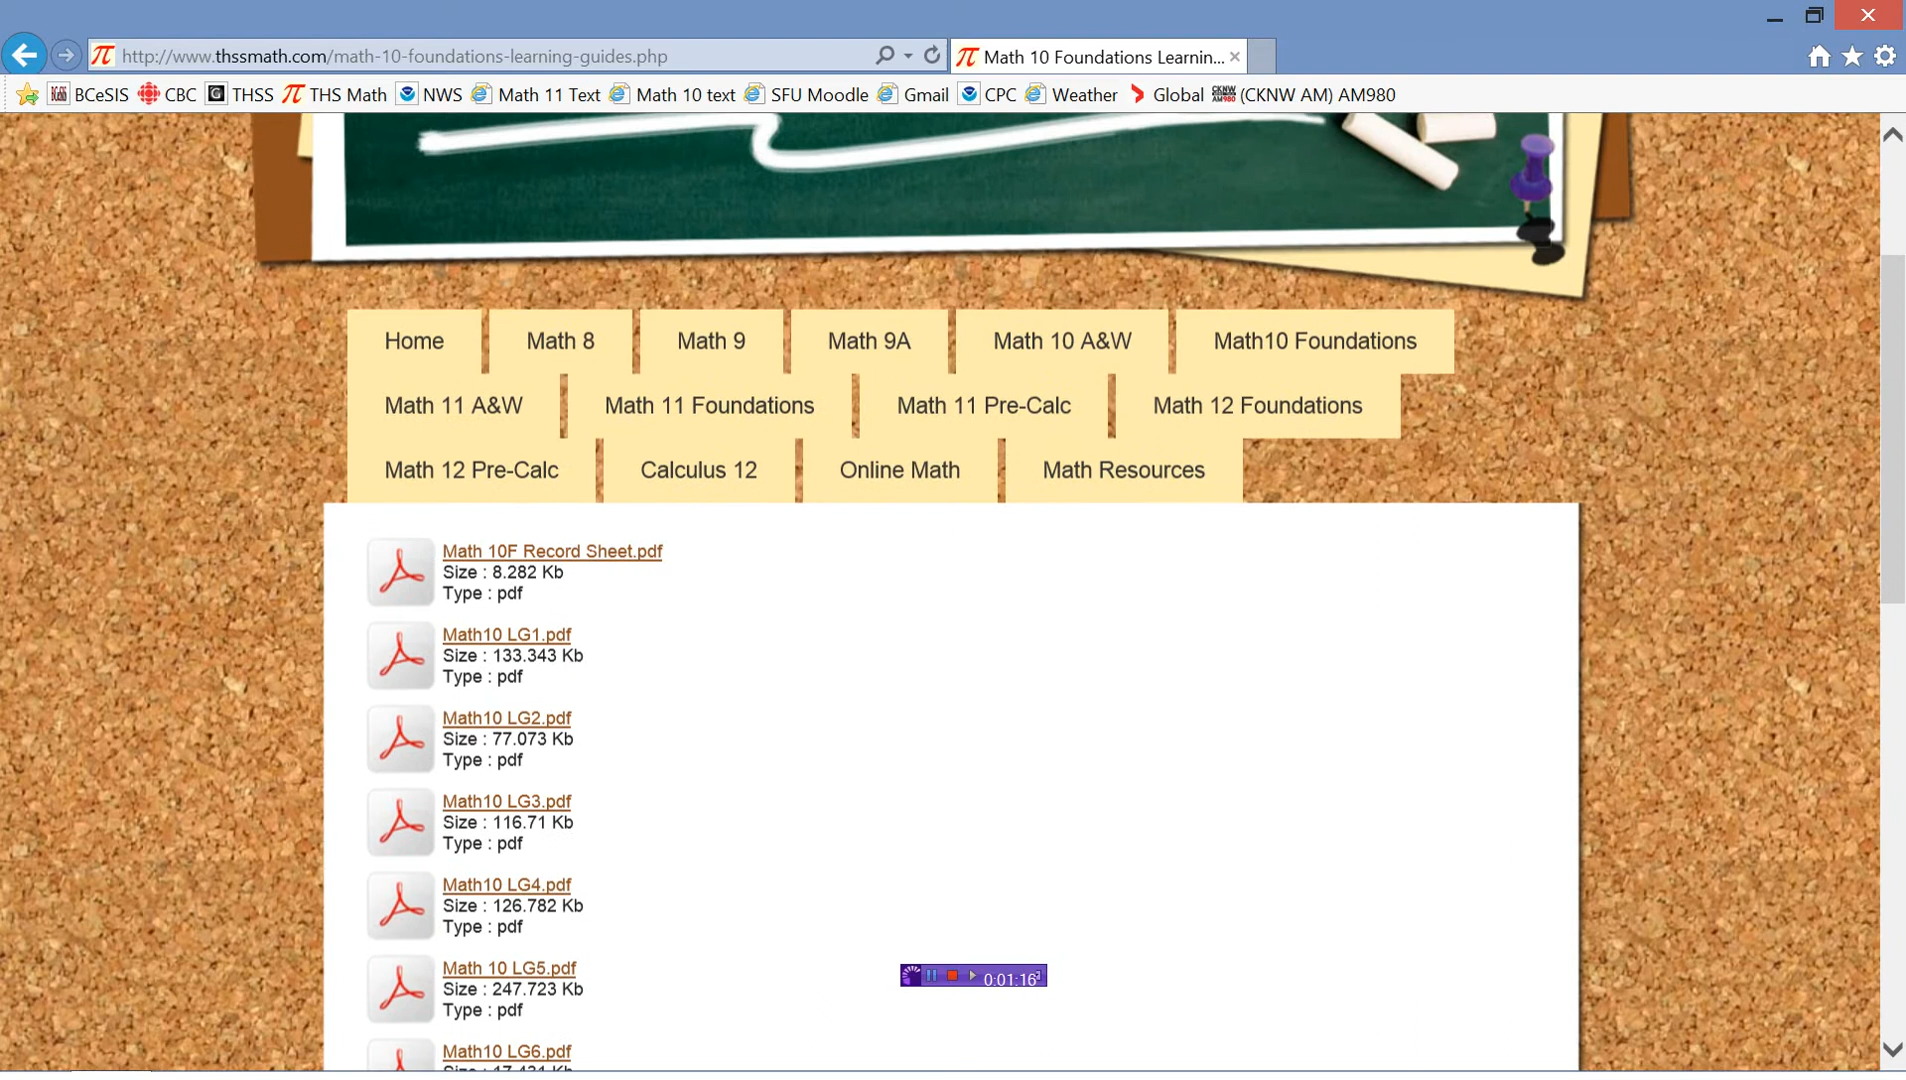 http://www.thssmath.com/math-10-foundations-learning-guides.php
Math 10 Foundations Learnin...
BCeSIS CBC THSS THS Math NWS Math 11 Text Math 10 text SFU Moodle Gmail CPC Weather Global (CKNW AM) AM980
Home Math 8 Math 9 Math 9A Math 10 A&W Math10 Foundations
Math 11 A&W Math 11 Foundations Math 11 Pre-Calc Math 12 Foundations
Math 12 Pre-Calc Calculus 12 Online Math Math Resources
Math 10F Record Sheet.pdf
Size : 8.282 Kb
Type : pdf
Math10 LG1.pdf
Size : 133.343 Kb
Type : pdf
Math10 LG2.pdf
Size : 77.073 Kb
Type : pdf
Math10 LG3.pdf
Size : 116.71 Kb
Type : pdf
Math10 LG4.pdf
Size : 126.782 Kb
Type : pdf
Math 10 LG5.pdf
Size : 247.723 Kb
Type : pdf
0:01:16
Math10 LG6.pdf
Size : 17.431 Kb